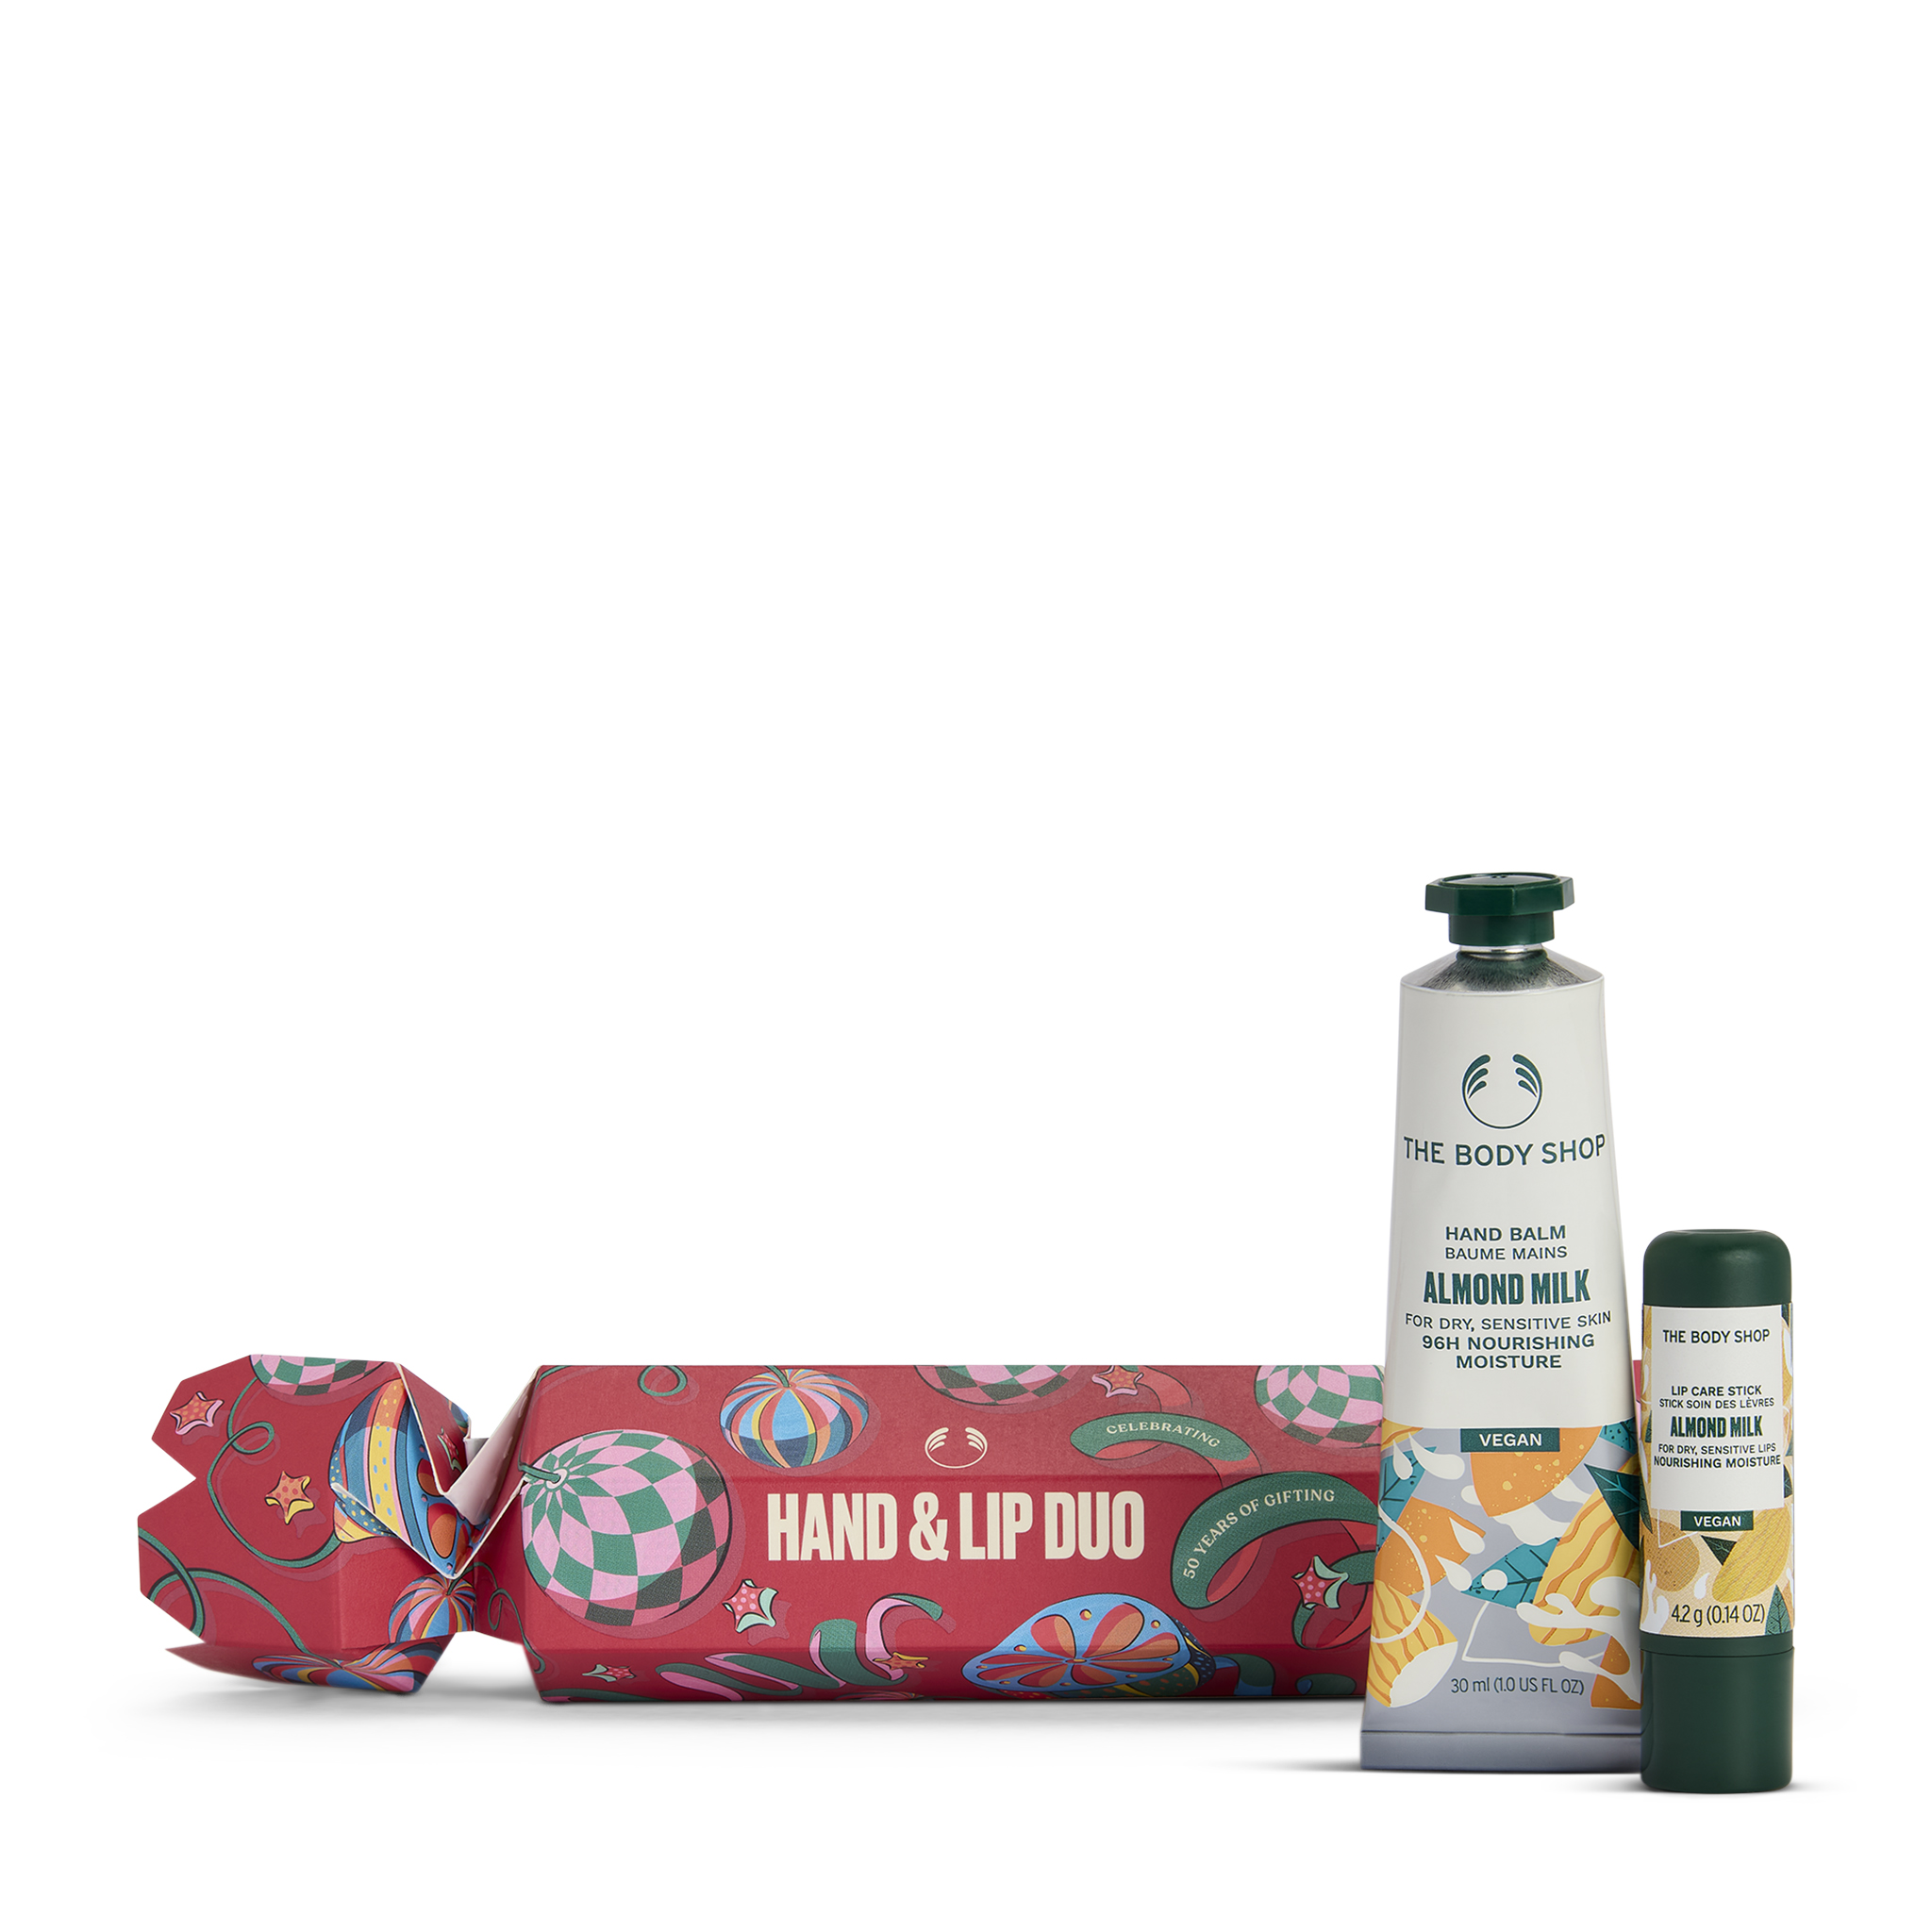 CELEBRATING
50 YEARS OF GIFTING
HAND & LIP DUO
THE BODY SHOP
HAND BALM
BAUME MAINS
ALMOND MILK
FOR DRY, SENSITIVE SKIN
96H NOURISHING
MOISTURE
VEGAN
30 ml (1.0 US FL OZ)
THE BODY SHOP
LIP CARE STICK
STICK SOIN DES LÈVRES
ALMOND MILK
FOR DRY, SENSITIVE LIPS
NOURISHING MOISTURE
VEGAN
4.2 g (0.14 OZ)